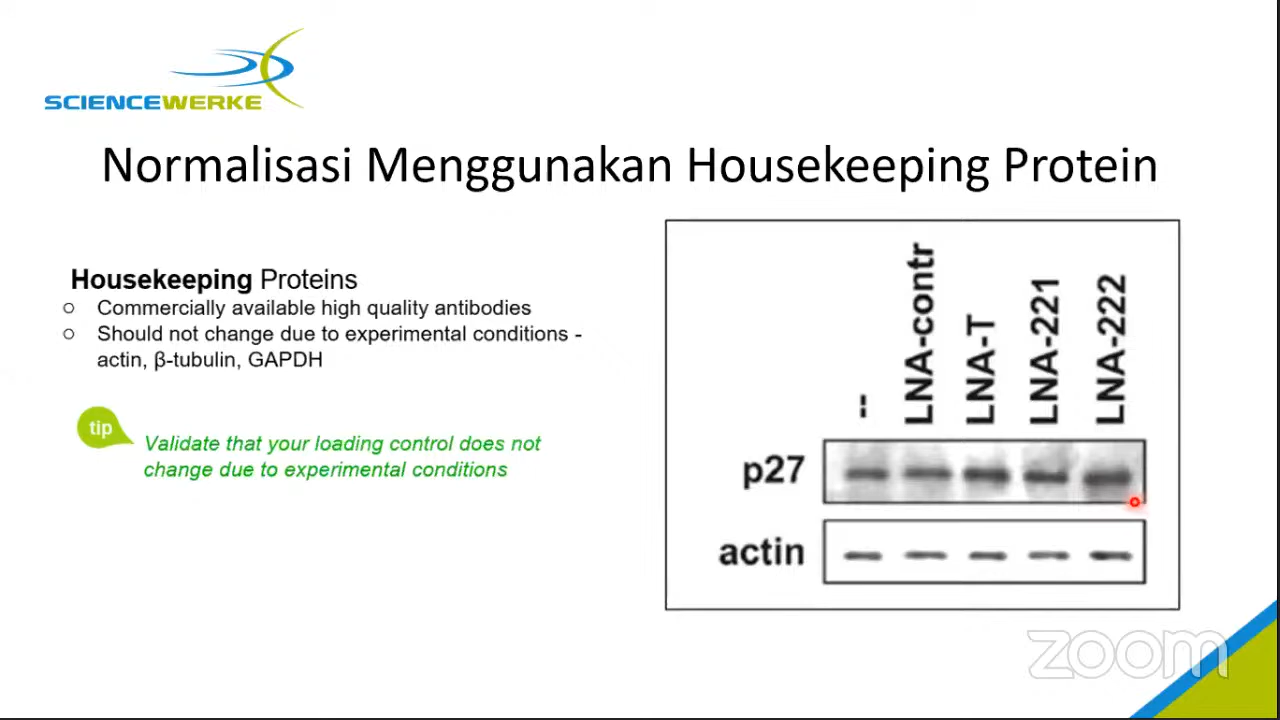 SCIENCEWERKE
Normalisasi Menggunakan Housekeeping Protein
Housekeeping Proteins
○ Commercially available high quality antibodies
○ Should not change due to experimental conditions -
actin, β-tubulin, GAPDH
tip
Validate that your loading control does not
change due to experimental conditions
--
LNA-contr
LNA-T
LNA-221
LNA-222
p27
actin
zoom